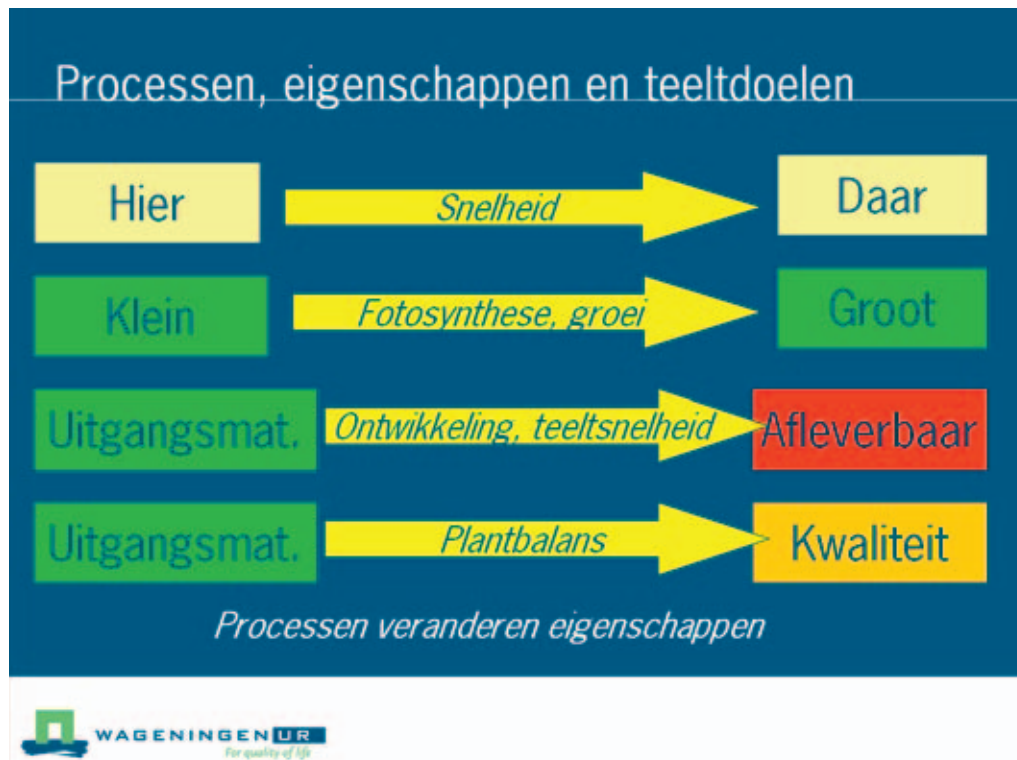 Processen, eigenschappen en teeltdoelen
Hier Snelheid Daar
Klein Fotosynthese, groei Groot
Uitgangsmat. Ontwikkeling, teeltsnelheid Afleverbaar
Uitgangsmat. Plantbalans Kwaliteit
Processen veranderen eigenschappen
WAGENINGEN UR
For quality of life